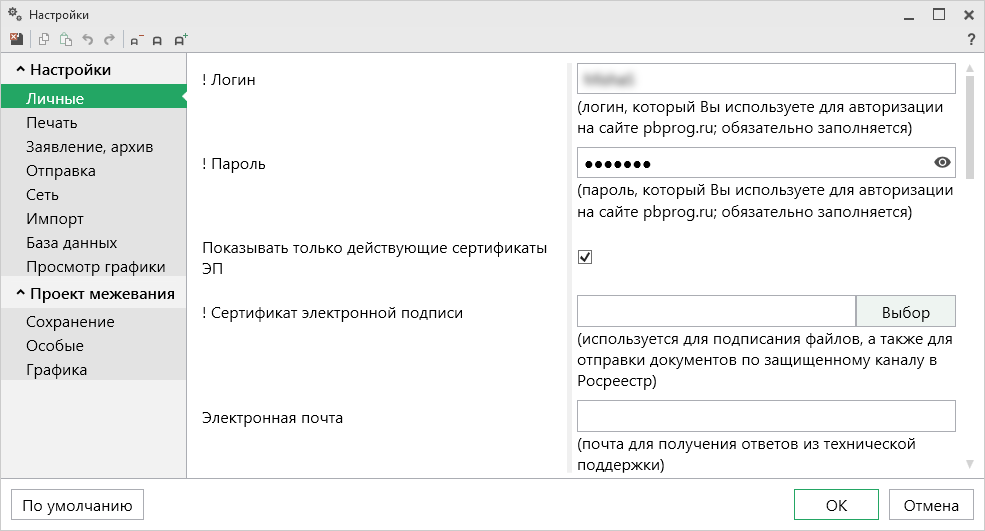 Настройки
?
Настройки
Личные
Печать
Заявление, архив
Отправка
Сеть
Импорт
База данных
Просмотр графики
Проект межевания
Сохранение
Особые
Графика
! Логин
(логин, который Вы используете для авторизации
на сайте pbprog.ru; обязательно заполняется)
! Пароль
●●●●●●●
(пароль, который Вы используете для авторизации
на сайте pbprog.ru; обязательно заполняется)
Показывать только действующие сертификаты
ЭП
! Сертификат электронной подписи
Выбор
(используется для подписания файлов, а также для
отправки документов по защищенному каналу в
Росреестр)
Электронная почта
(почта для получения ответов из технической
поддержки)
По умолчанию
ОК
Отмена